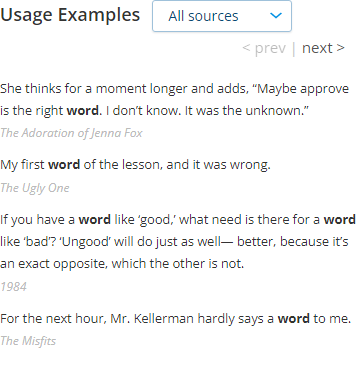 Usage Examples All sources
< prev | next >
She thinks for a moment longer and adds, “Maybe approve
is the right word. I don’t know. It was the unknown.”
The Adoration of Jenna Fox
My first word of the lesson, and it was wrong.
The Ugly One
If you have a word like ‘good,’ what need is there for a word
like ‘bad’? ‘Ungood’ will do just as well— better, because it’s
an exact opposite, which the other is not.
1984
For the next hour, Mr. Kellerman hardly says a word to me.
The Misfits